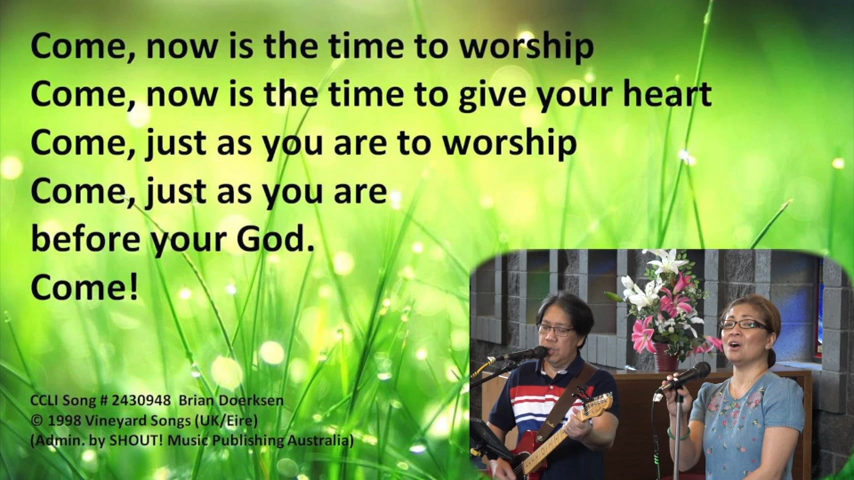 Come, now is the time to worship
Come, now is the time to give your heart
Come, just as you are to worship
Come, just as you are
before your God.
Come!
CCLI Song # 2430948 Brian Doerksen
© 1998 Vineyard Songs (UK/Eire)
(Admin. by SHOUT! Music Publishing Australia)